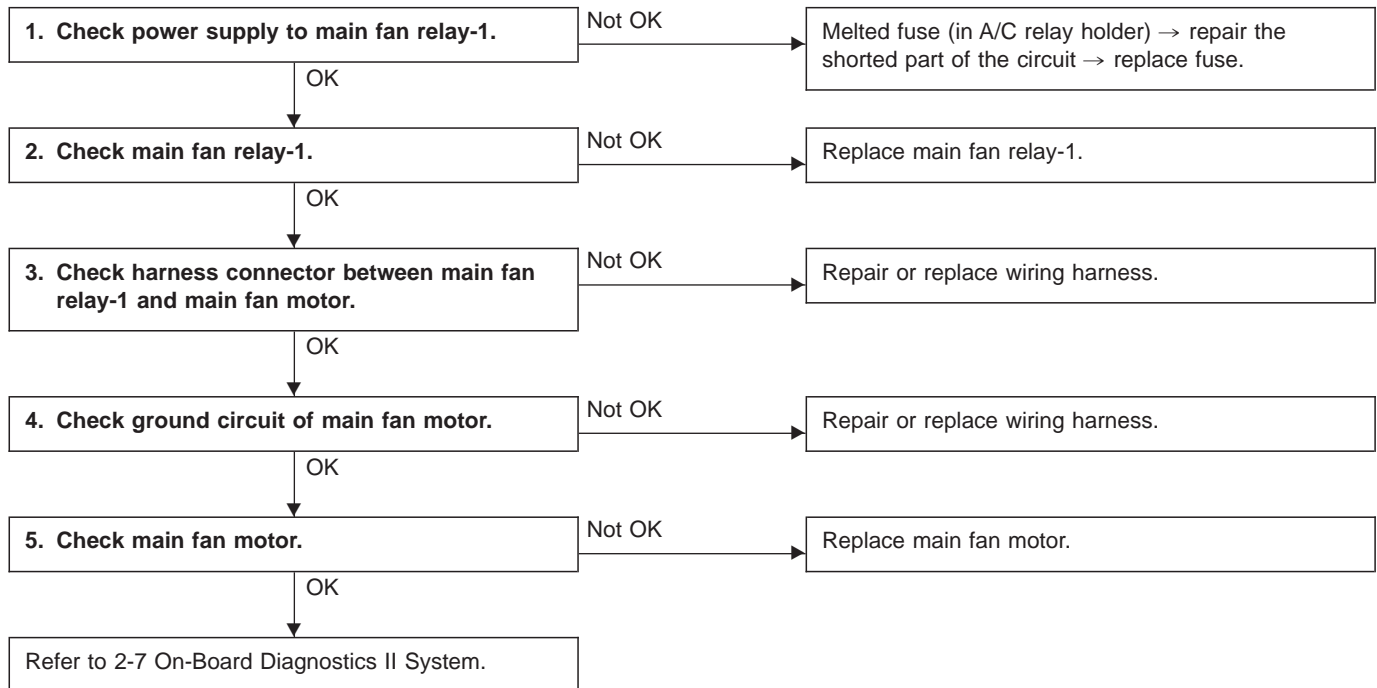 1. Check power supply to main fan relay-1.
Not OK
Melted fuse (in A/C relay holder) → repair the
shorted part of the circuit → replace fuse.
OK
2. Check main fan relay-1.
Not OK
Replace main fan relay-1.
OK
3. Check harness connector between main fan
relay-1 and main fan motor.
Not OK
Repair or replace wiring harness.
OK
4. Check ground circuit of main fan motor.
Not OK
Repair or replace wiring harness.
OK
5. Check main fan motor.
Not OK
Replace main fan motor.
OK
Refer to 2-7 On-Board Diagnostics II System.